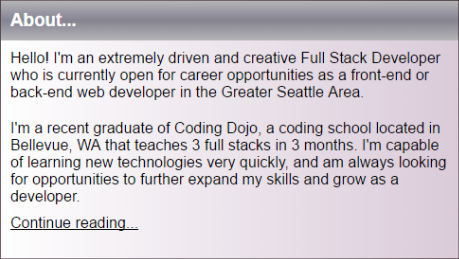 About...
Hello! I'm an extremely driven and creative Full Stack Developer
who is currently open for career opportunities as a front-end or
back-end web developer in the Greater Seattle Area.
I'm a recent graduate of Coding Dojo, a coding school located in
Bellevue, WA that teaches 3 full stacks in 3 months. I'm capable
of learning new technologies very quickly, and am always looking
for opportunities to further expand my skills and grow as a
developer.
Continue reading...